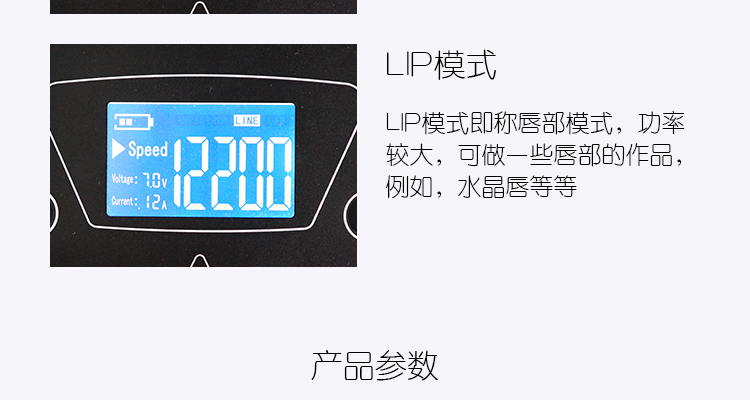 LIP模式
LINE
Speed 12200
Voltage: 7.0V
Current: .12A
LIP模式即称唇部模式，功率
较大，可做一些唇部的作品，
例如，水晶唇等等
产品参数